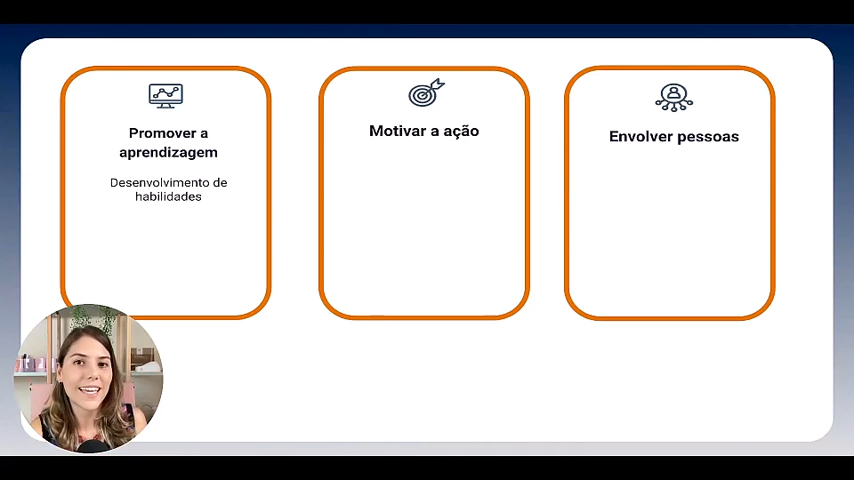 Promover a
aprendizagem
Desenvolvimento de
habilidades
Motivar a ação
Envolver pessoas